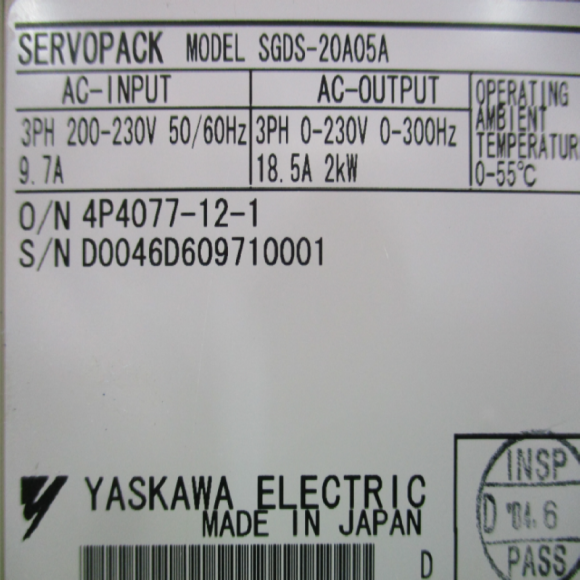 SERVOPACK MODEL SGDS-20A05A
AC-INPUT
3PH 200-230V 50/60Hz
9.7A
AC-OUTPUT
3PH 0-230V 0-300Hz
18.5A 2kW
OPERATING
AMBIENT
TEMPERATUR
0-55℃
O/N 4P4077-12-1
S/N D0046D609710001
YASKAWA ELECTRIC
MADE IN JAPAN
D
INSP
D '04.6
PASS